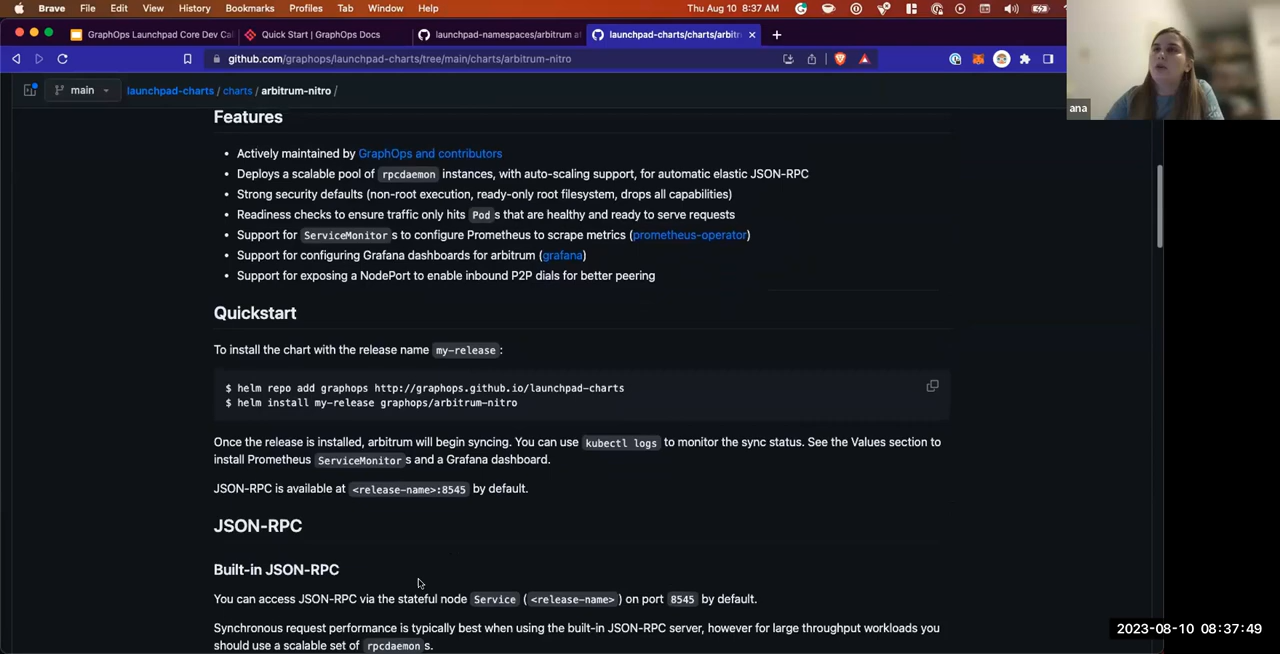 Brave File Edit View History Bookmarks Profiles Tab Window Help Thu Aug 10 8:37 AM
GraphOps Launchpad Core Dev Cal
Quick Start | GraphOps Docs
launchpad-namespaces/arbitrum a
launchpad-charts/charts/arbitr
github.com/graphops/launchpad-charts/tree/main/charts/arbitrum-nitro
main
launchpad-charts / charts / arbitrum-nitro /
ana
Features
Actively maintained by GraphOps and contributors
Deploys a scalable pool of rpcdaemon instances, with auto-scaling support, for automatic elastic JSON-RPC
Strong security defaults (non-root execution, ready-only root filesystem, drops all capabilities)
Readiness checks to ensure traffic only hits Pod s that are healthy and ready to serve requests
Support for ServiceMonitor s to configure Prometheus to scrape metrics (prometheus-operator)
Support for configuring Grafana dashboards for arbitrum (grafana)
Support for exposing a NodePort to enable inbound P2P dials for better peering
Quickstart
To install the chart with the release name my-release :
$ helm repo add graphops http://graphops.github.io/launchpad-charts
$ helm install my-release graphops/arbitrum-nitro
Once the release is installed, arbitrum will begin syncing. You can use kubectl logs to monitor the sync status. See the Values section to
install Prometheus ServiceMonitor s and a Grafana dashboard.
JSON-RPC is available at <release-name>:8545 by default.
JSON-RPC
Built-in JSON-RPC
You can access JSON-RPC via the stateful node Service ( <release-name> ) on port 8545 by default.
Synchronous request performance is typically best when using the built-in JSON-RPC server, however for large throughput workloads you
should use a scalable set of rpcdaemon s.
2023-08-10 08:37:49